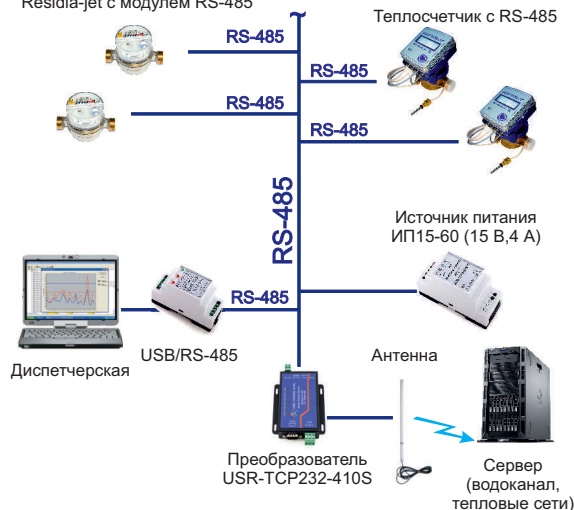 Residia-jet с модулем RS-485
Теплосчетчик с RS-485
RS-485
RS-485
RS-485
RS-485
RS-485
Источник питания
ИП15-60 (15 В,4 А)
RS-485
USB/RS-485
Диспетчерская
Антенна
Преобразователь
USR-TCP232-410S
Сервер
(водоканал,
тепловые сети)